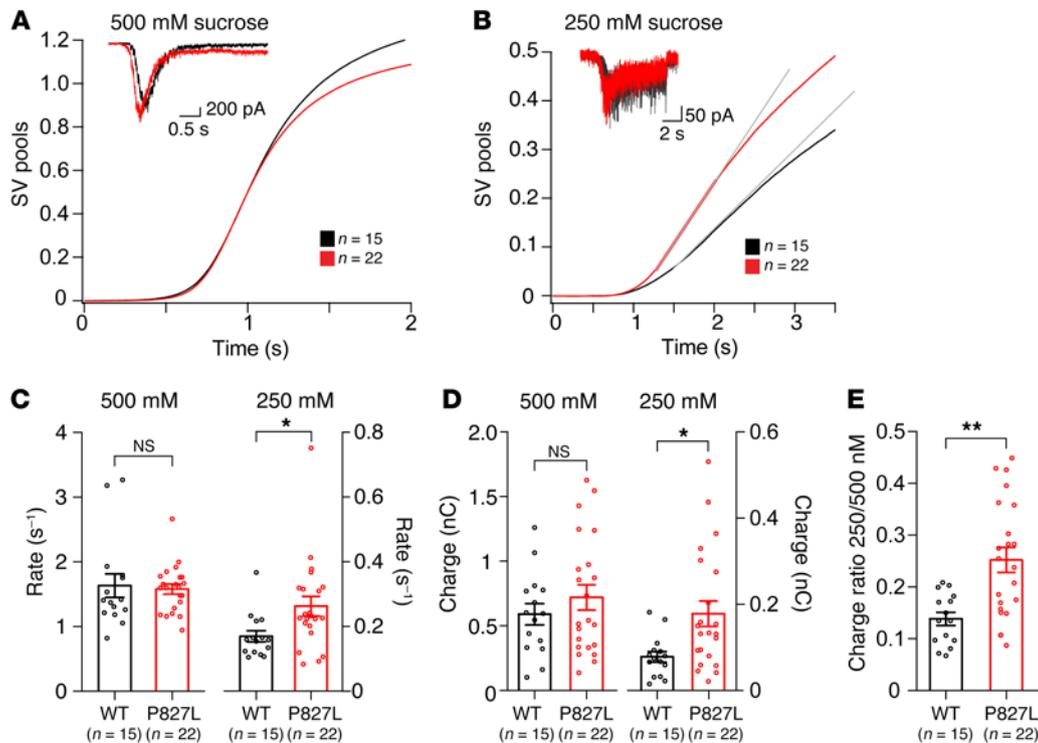 A
500 mM sucrose
SV pools
1.2
1.0
0.8
0.6
0.4
0.2
0
200 pA
0.5 s
n = 15
n = 22
0
1
2
Time (s)
B
250 mM sucrose
SV pools
0.5
0.4
0.3
0.2
0.1
0
50 pA
2 s
n = 15
n = 22
0
1
2
3
Time (s)
C
500 mM
250 mM
Rate (s⁻¹)
4
3
2
1
0
NS
*
0.8
0.6
0.4
0.2
0
Rate (s⁻¹)
WT
(n = 15)
P827L
(n = 22)
WT
(n = 15)
P827L
(n = 22)
D
500 mM
250 mM
Charge (nC)
2.0
1.5
1
0.5
0
NS
*
0.6
0.4
0.2
0
Charge (nC)
WT
(n = 15)
P827L
(n = 22)
WT
(n = 15)
P827L
(n = 22)
E
Charge ratio 250/500 nM
0.5
0.4
0.3
0.2
0.1
0
**
WT
(n = 15)
P827L
(n = 22)